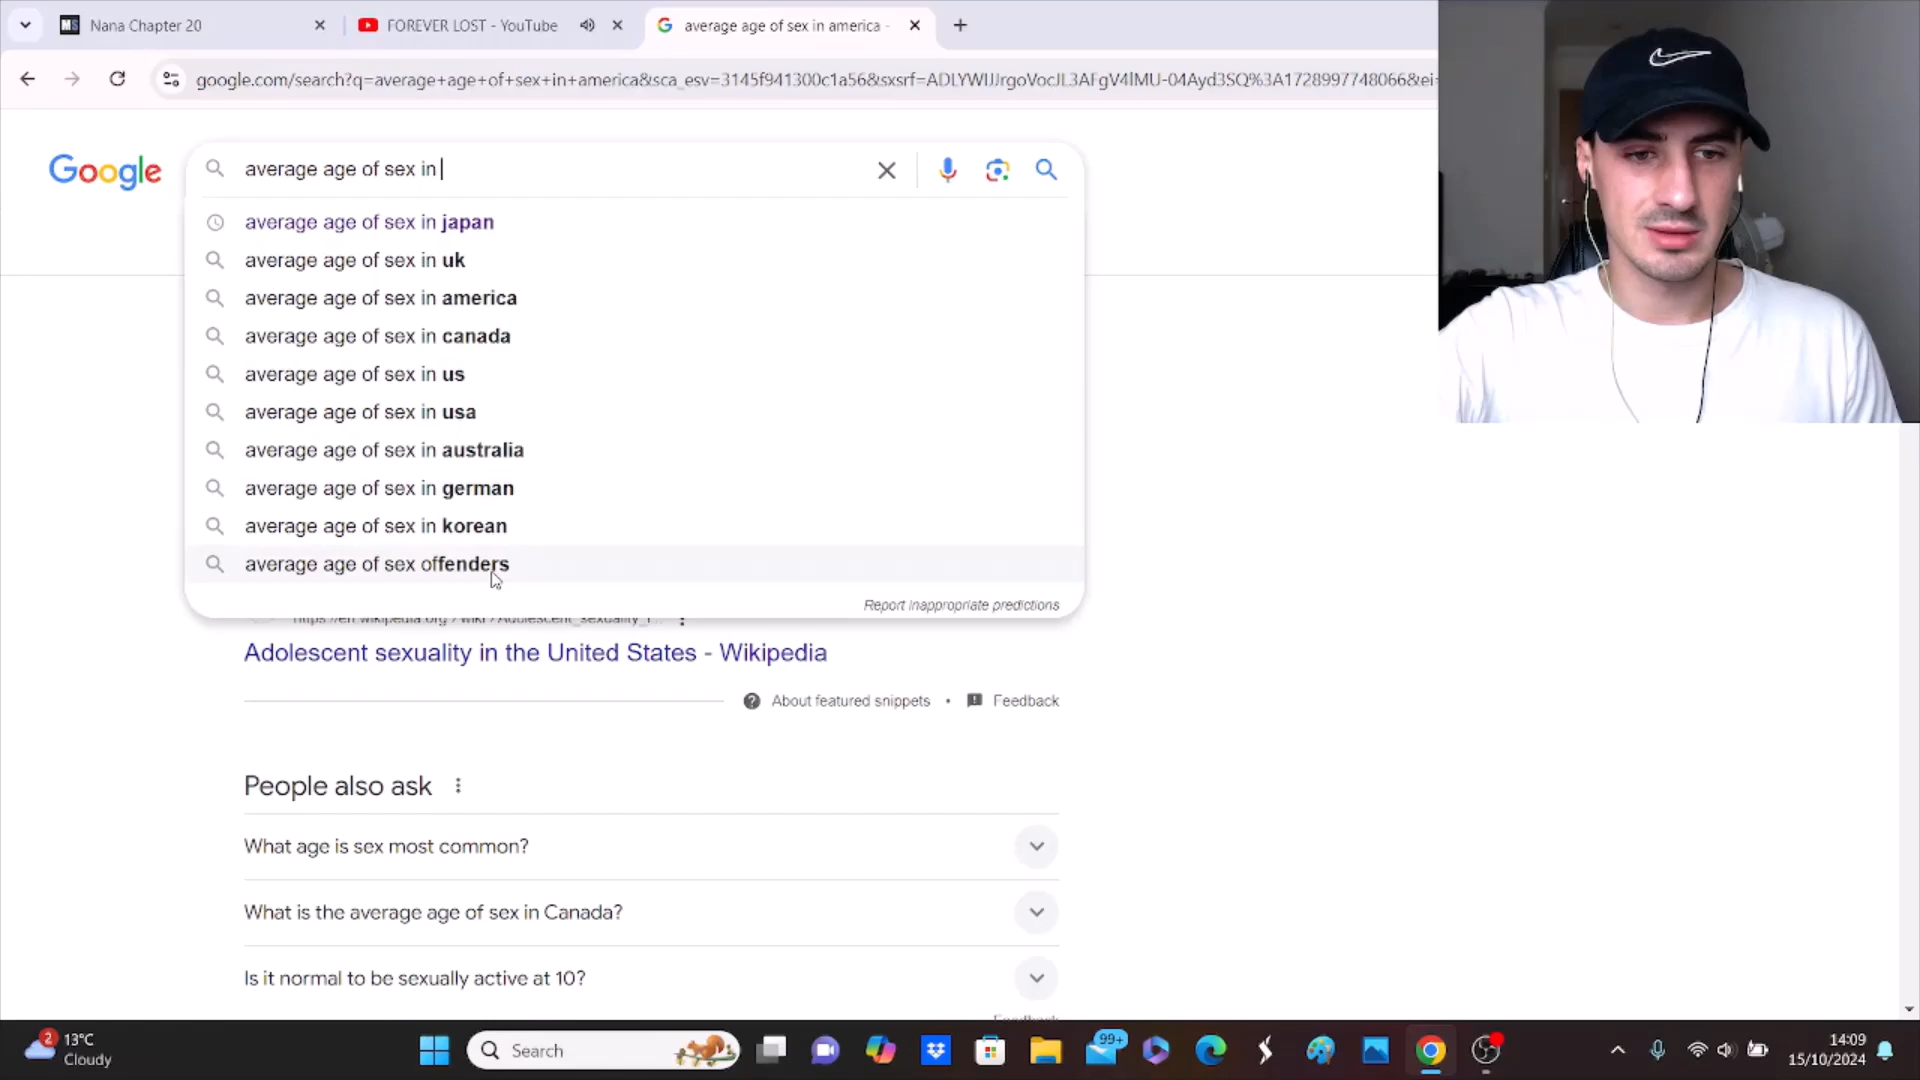 Nana Chapter 20
FOREVER LOST - YouTube
average age of sex in america -
google.com/search?q=average+age+of+sex+in+america&sca_esv=3145f941300c1a56&sxsrf=
Google
average age of sex in
average age of sex in japan
average age of sex in uk
average age of sex in america
average age of sex in canada
average age of sex in us
average age of sex in usa
average age of sex in australia
average age of sex in german
average age of sex in korean
average age of sex offenders
Report inappropriate predictions
Adolescent sexuality in the United States - Wikipedia
About featured snippets • Feedback
People also ask
What age is sex most common?
What is the average age of sex in Canada?
Is it normal to be sexually active at 10?
Feedback
2
13°C
Cloudy
Search
99+
14:09
15/10/2024